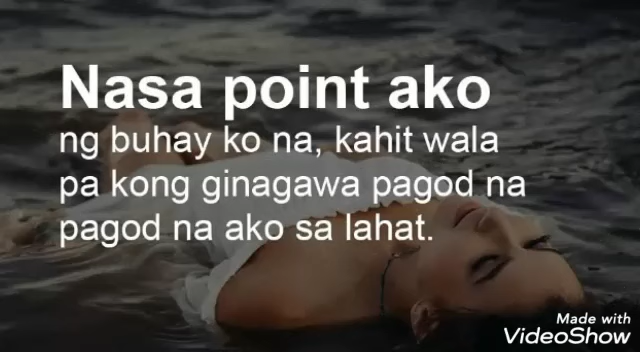 Nasa point ako
ng buhay ko na, kahit wala
pa kong ginagawa pagod na
pagod na ako sa lahat.
Made with
VideoShow